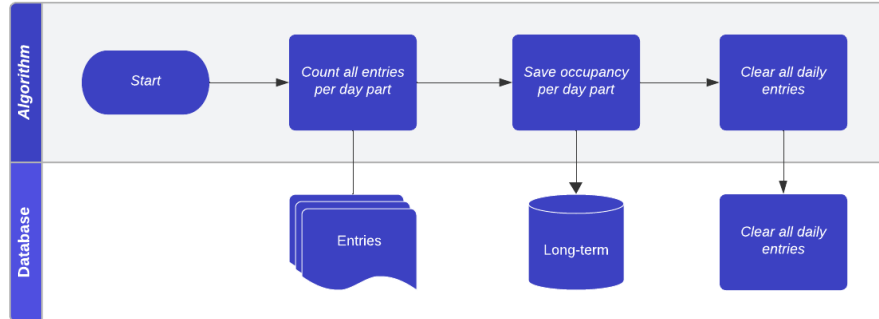 Algorithm
Start
Count all entries
per day part
Save occupancy
per day part
Clear all daily
entries
Database
Entries
Long-term
Clear all daily
entries